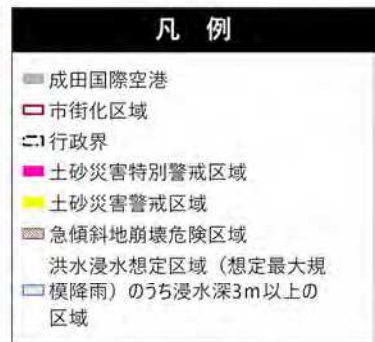 凡 例
成田国際空港
市街化区域
行政界
土砂災害特別警戒区域
土砂災害警戒区域
急傾斜地崩壊危険区域
洪水浸水想定区域（想定最大規
模降雨）のうち浸水深3m以上の
区域